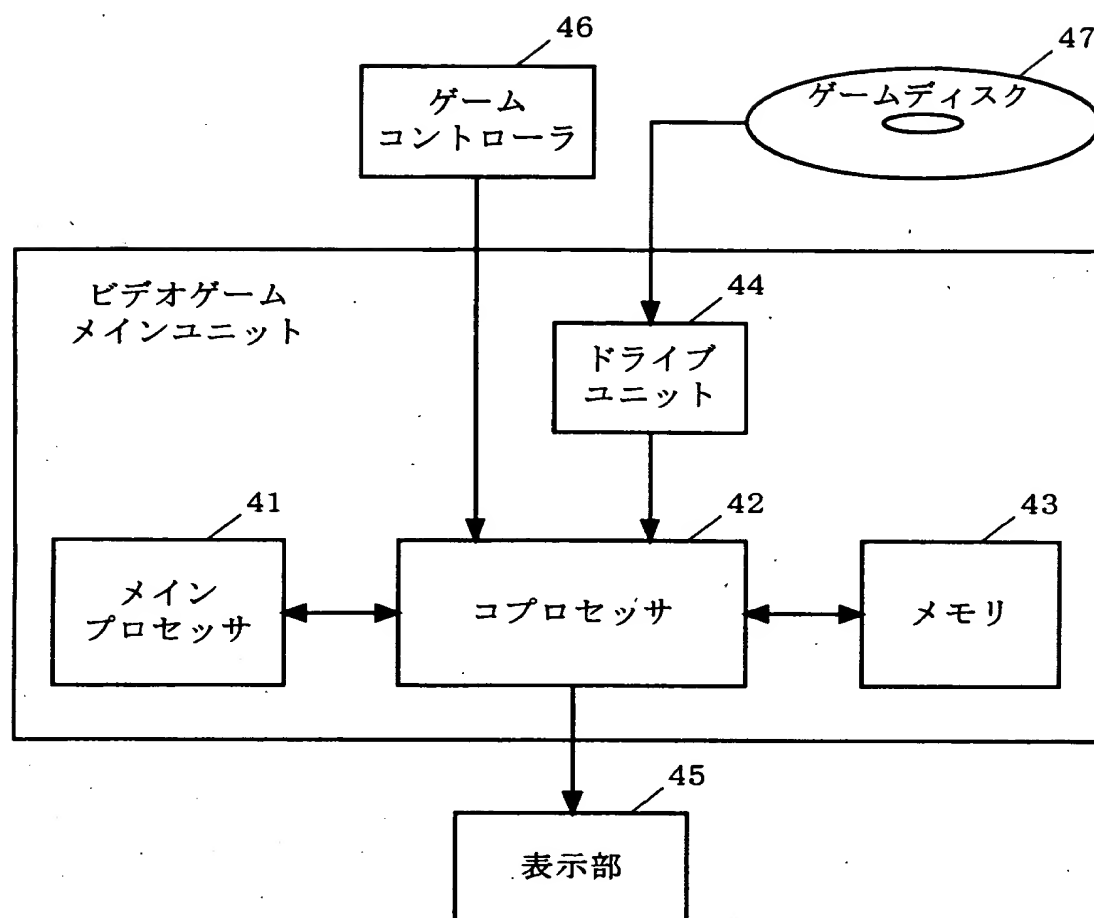 46
47
ゲーム
コントローラ
ゲームディスク
ビデオゲーム
メインユニット
44
ドライブ
ユニット
41
42
43
メイン
プロセッサ
コプロセッサ
メモリ
45
表示部